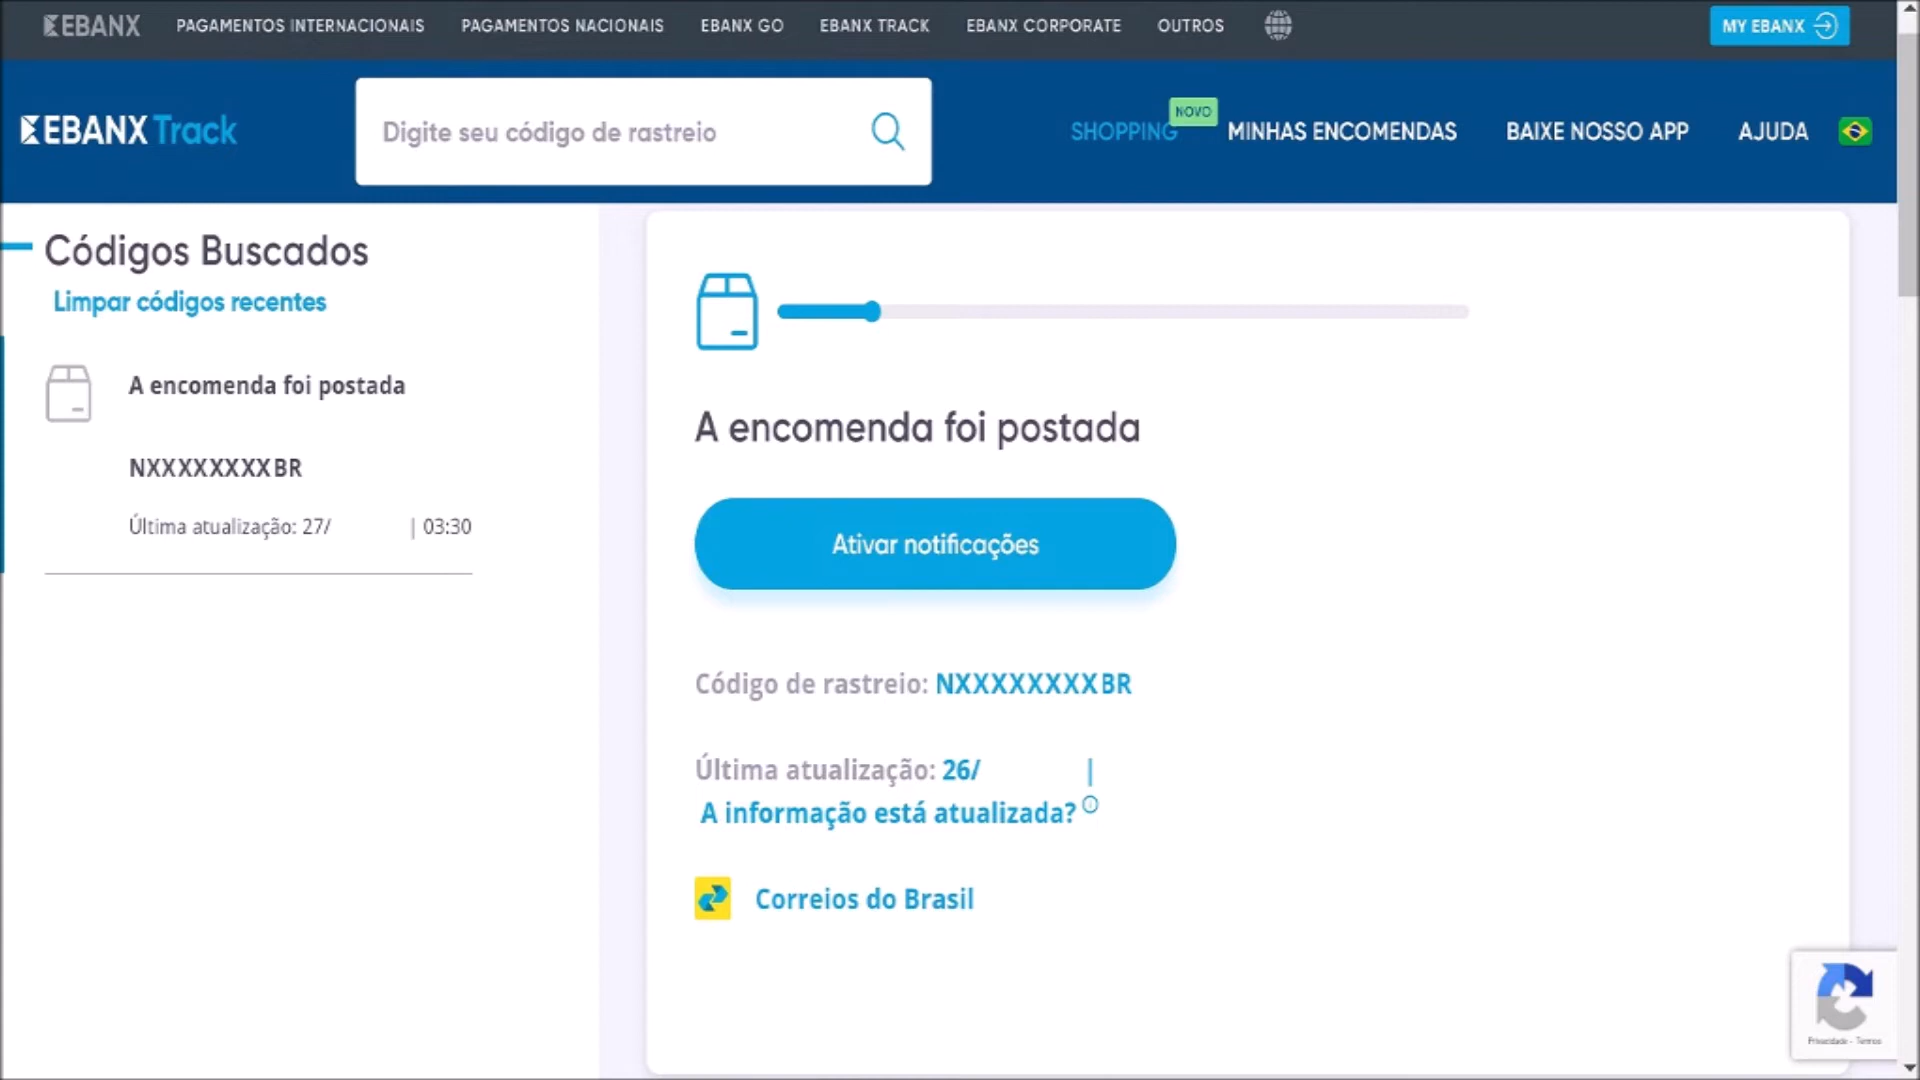 EBANX PAGAMENTOS INTERNACIONAIS PAGAMENTOS NACIONAIS EBANX GO EBANX TRACK EBANX CORPORATE OUTROS MY EBANX
EBANX Track Digite seu código de rastreio SHOPPING NOVO MINHAS ENCOMENDAS BAIXE NOSSO APP AJUDA
Códigos Buscados
Limpar códigos recentes
A encomenda foi postada
NXXXXXXXXBR
Última atualização: 27/ | 03:30
A encomenda foi postada
Ativar notificações
Código de rastreio: NXXXXXXXXBR
Última atualização: 26/ |
A informação está atualizada?
Correios do Brasil
Privacidade - Termos